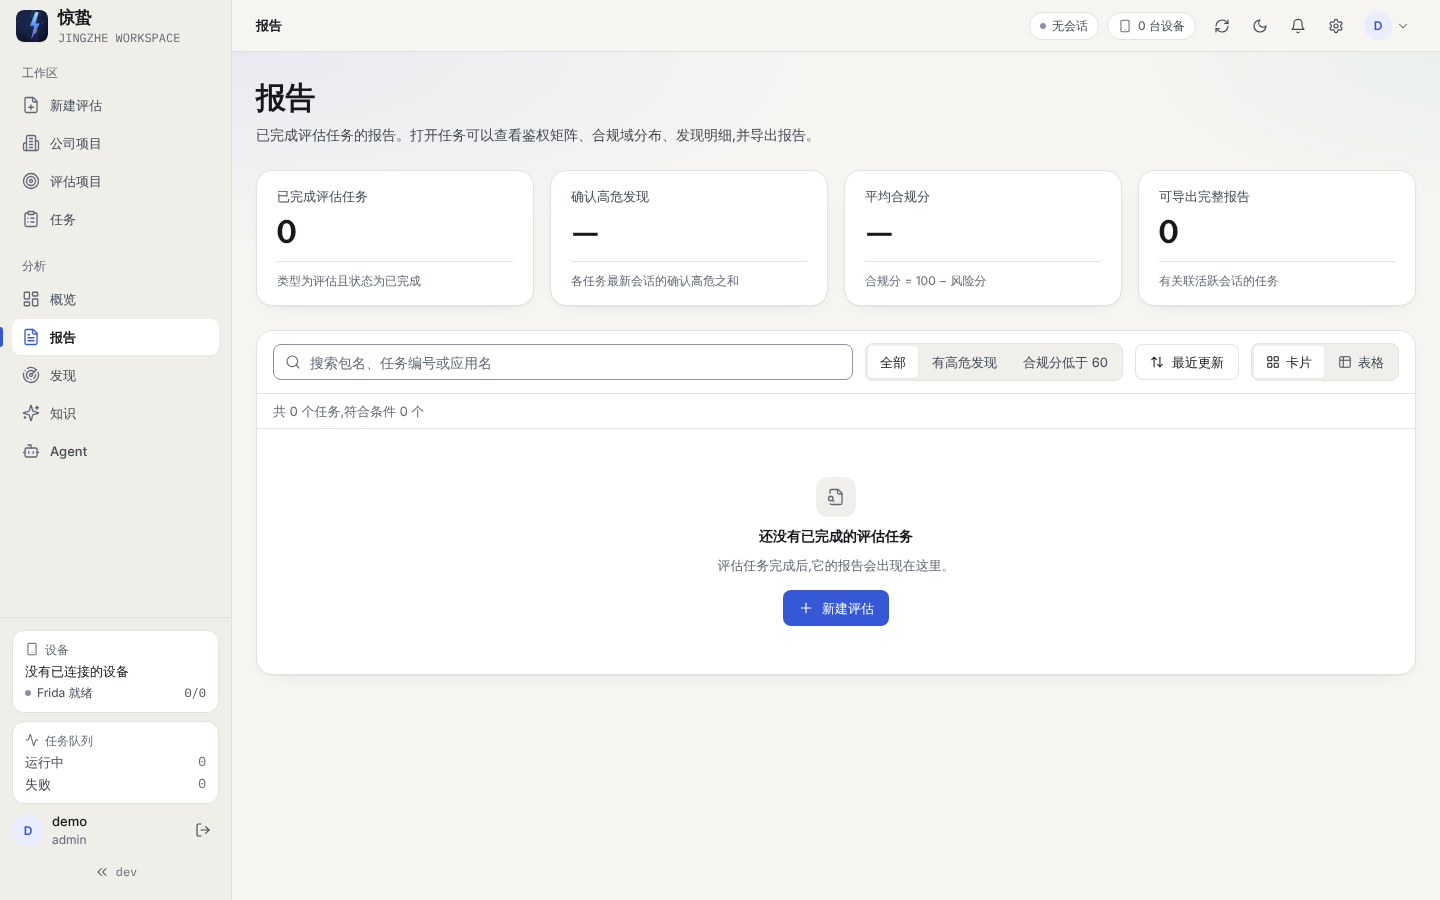 惊蛰
JINGZHE WORKSPACE
工作区
新建评估
公司项目
评估项目
任务
分析
概览
报告
发现
知识
Agent
设备
没有已连接的设备
Frida 就绪 0/0
任务队列
运行中 0
失败 0
D
demo
admin
dev
报告
无会话
0 台设备
D
报告
已完成评估任务的报告。打开任务可以查看鉴权矩阵、合规域分布、发现明细,并导出报告。
已完成评估任务
0
类型为评估且状态为已完成
确认高危发现
—
各任务最新会话的确认高危之和
平均合规分
—
合规分 = 100 − 风险分
可导出完整报告
0
有关联活跃会话的任务
搜索包名、任务编号或应用名
全部 有高危发现 合规分低于 60
最近更新
卡片 表格
共 0 个任务,符合条件 0 个
还没有已完成的评估任务
评估任务完成后,它的报告会出现在这里。
新建评估